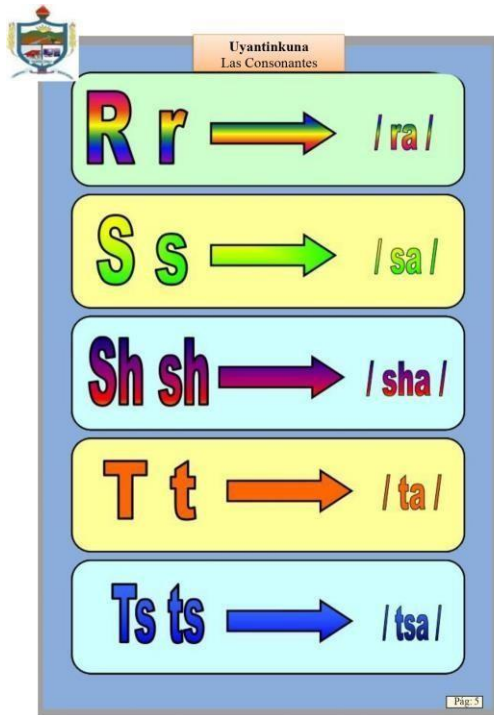 Uyantinkuna
Las Consonantes
R r / ra /
S s / sa /
Sh sh / sha /
T t / ta /
Ts ts / tsa /
Pág: 5